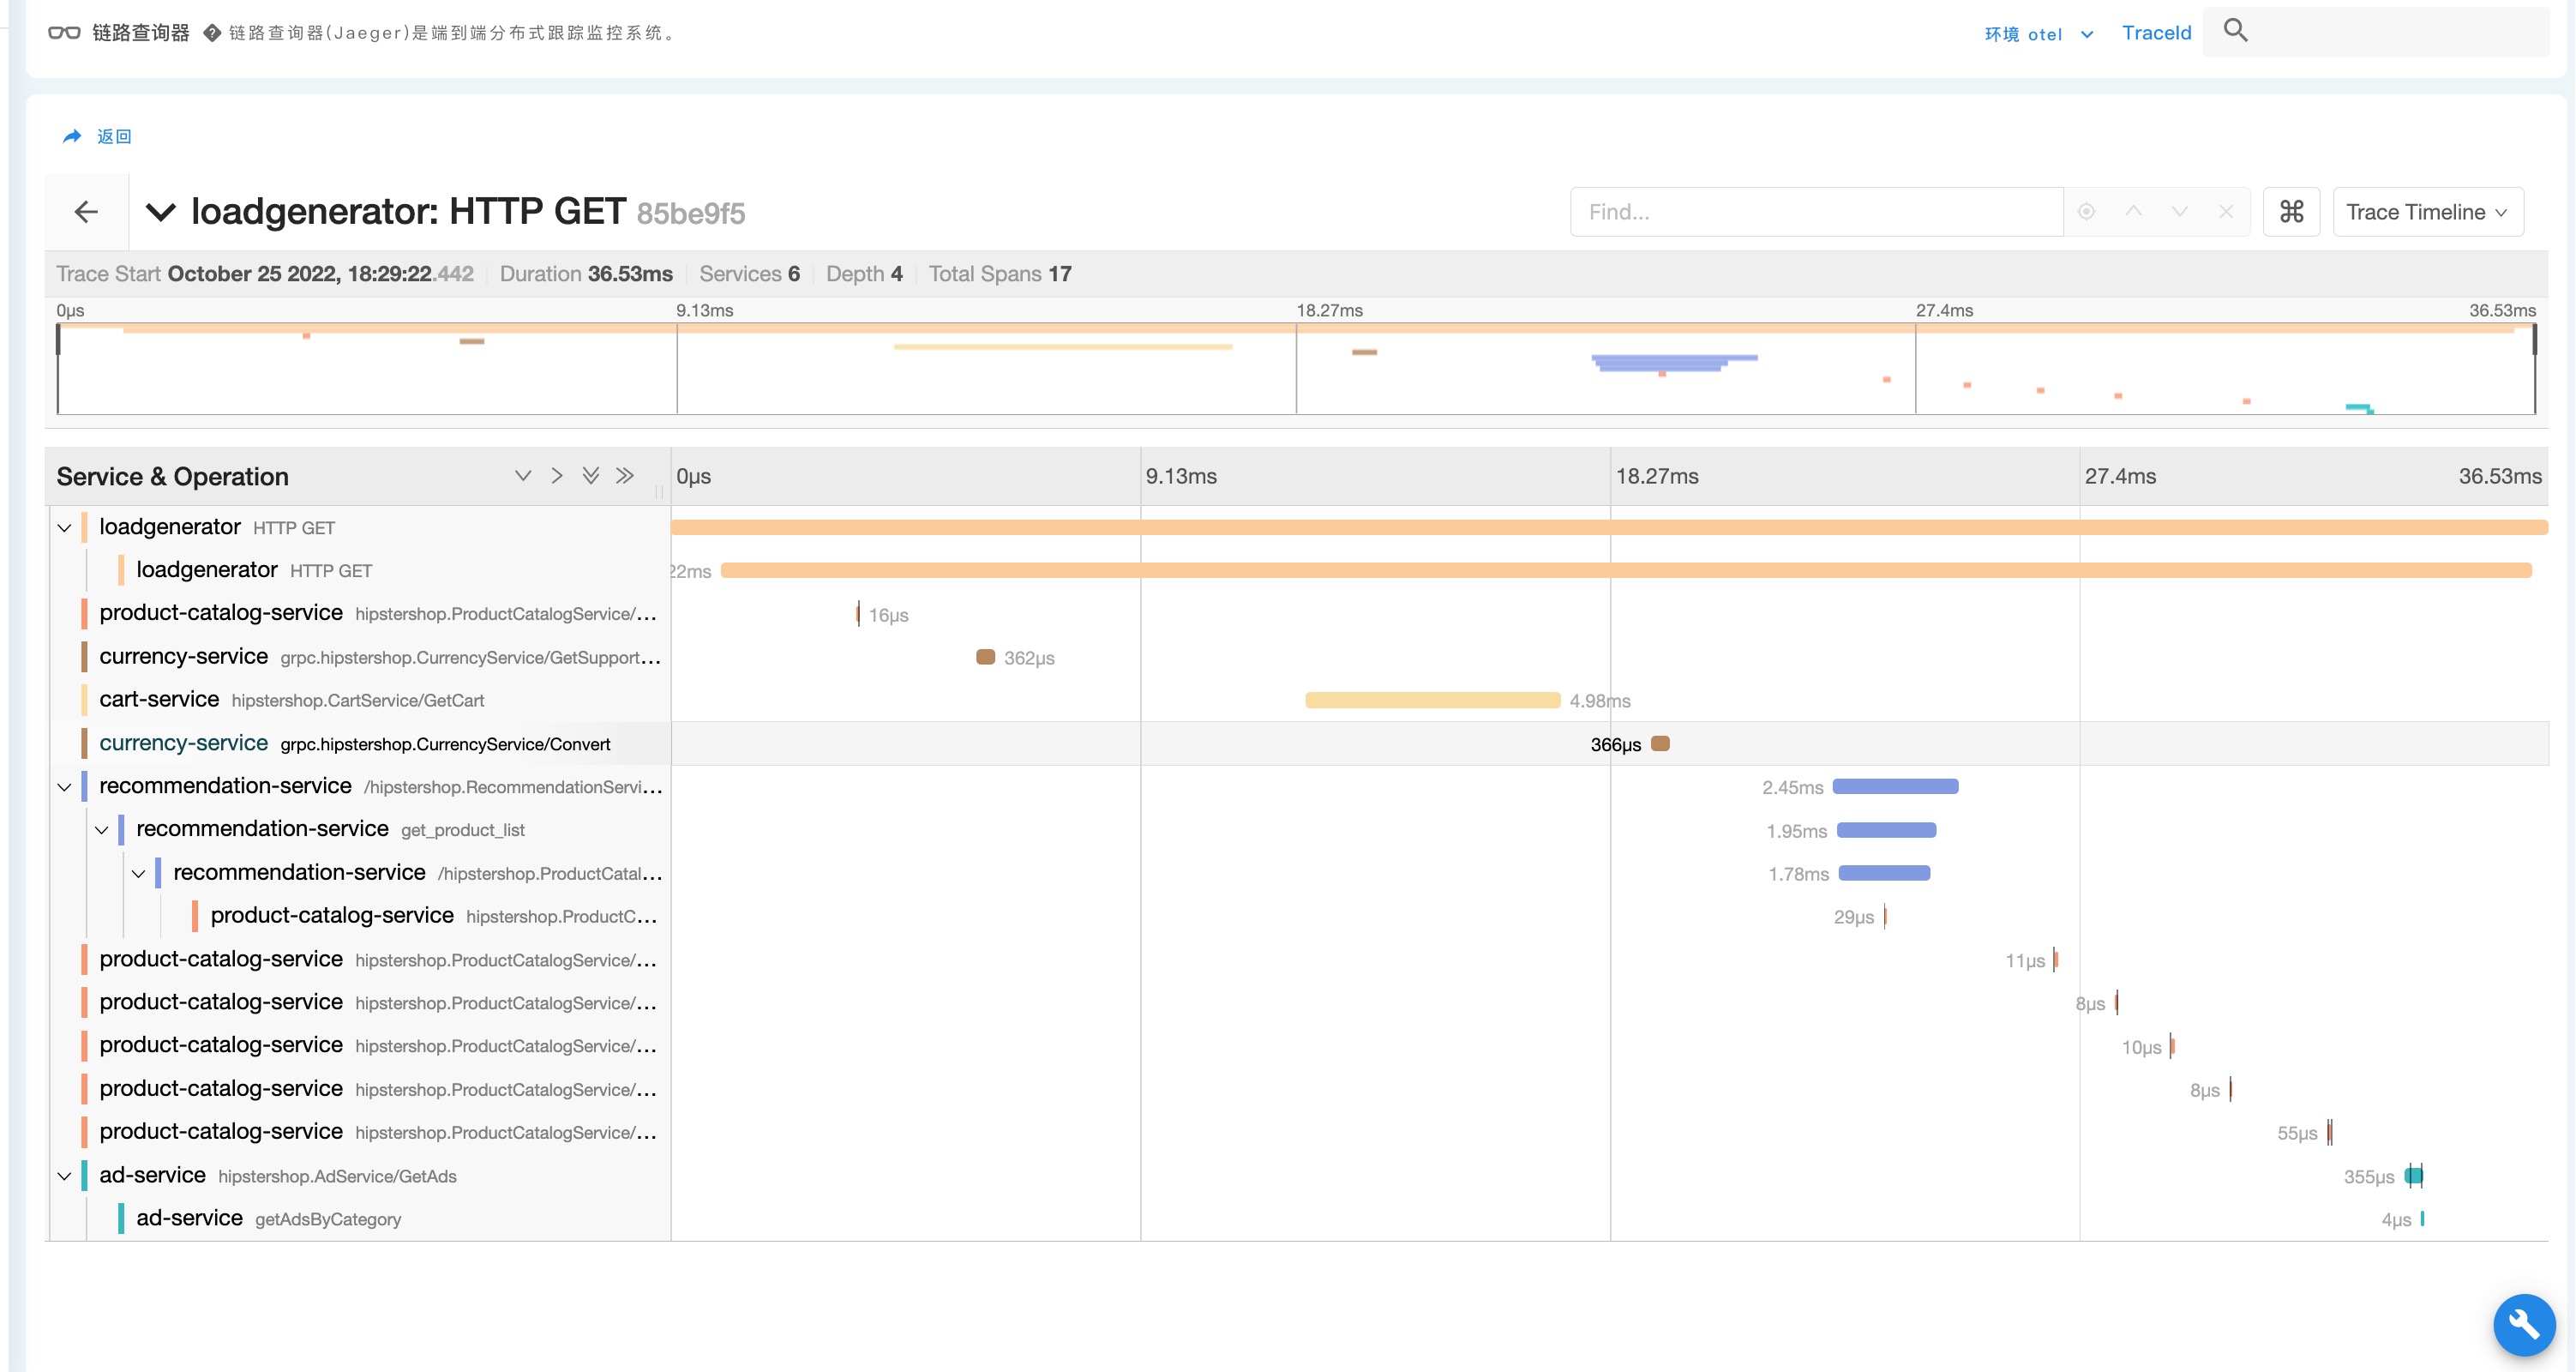 链路查询器 ? 链路查询器(Jaeger)是端到端分布式跟踪监控系统。 环境 otel TraceId
返回
loadgenerator: HTTP GET 85be9f5 Find... ⌘ Trace Timeline
Trace Start October 25 2022, 18:29:22.442 Duration 36.53ms Services 6 Depth 4 Total Spans 17
0μs 9.13ms 18.27ms 27.4ms 36.53ms
Service & Operation 0μs 9.13ms 18.27ms 27.4ms 36.53ms
loadgenerator HTTP GET
loadgenerator HTTP GET 22ms
product-catalog-service hipstershop.ProductCatalogService/... 16μs
currency-service grpc.hipstershop.CurrencyService/GetSupport... 362μs
cart-service hipstershop.CartService/GetCart 4.98ms
currency-service grpc.hipstershop.CurrencyService/Convert 366μs
recommendation-service /hipstershop.RecommendationServi... 2.45ms
recommendation-service get_product_list 1.95ms
recommendation-service /hipstershop.ProductCatal... 1.78ms
product-catalog-service hipstershop.ProductC... 29μs
product-catalog-service hipstershop.ProductCatalogService/... 11μs
product-catalog-service hipstershop.ProductCatalogService/... 8μs
product-catalog-service hipstershop.ProductCatalogService/... 10μs
product-catalog-service hipstershop.ProductCatalogService/... 8μs
product-catalog-service hipstershop.ProductCatalogService/... 55μs
ad-service hipstershop.AdService/GetAds 355μs
ad-service getAdsByCategory 4μs